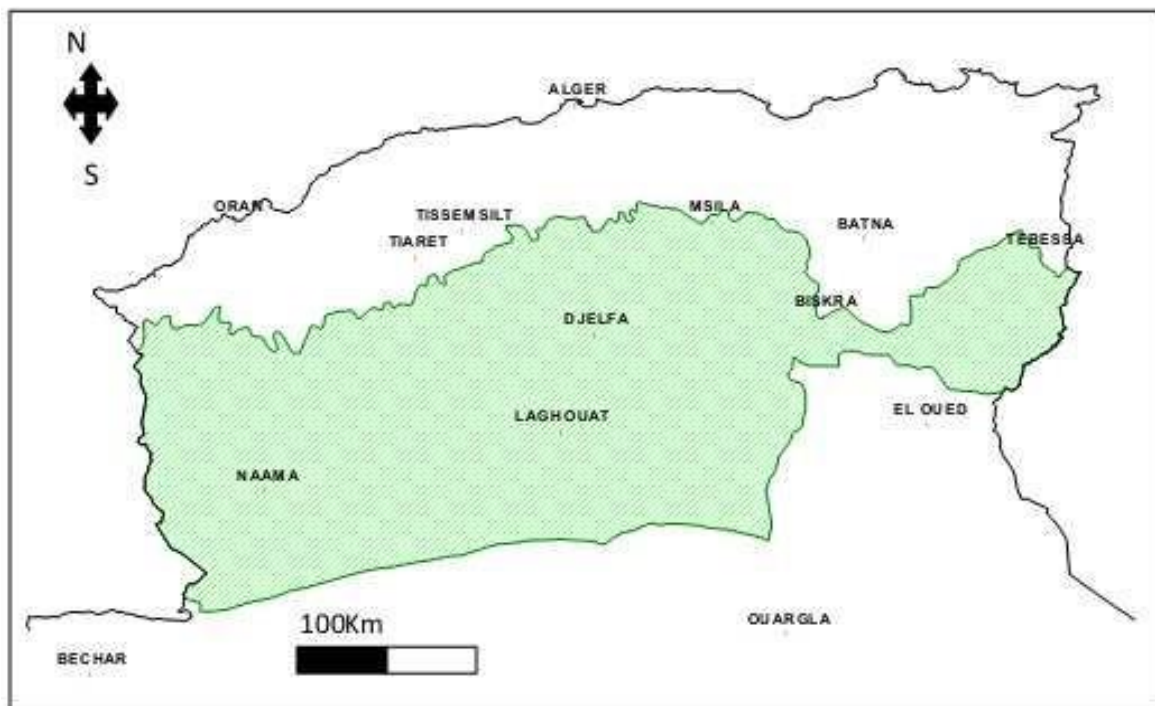 N
S
ALGER
ORAN
TISSEMSILT
TIARET
MSILA
BATNA
TEBESSA
BISKRA
DJELFA
LAGHOUAT
EL OUED
NAAMA
100Km
OUARGLA
BECHAR